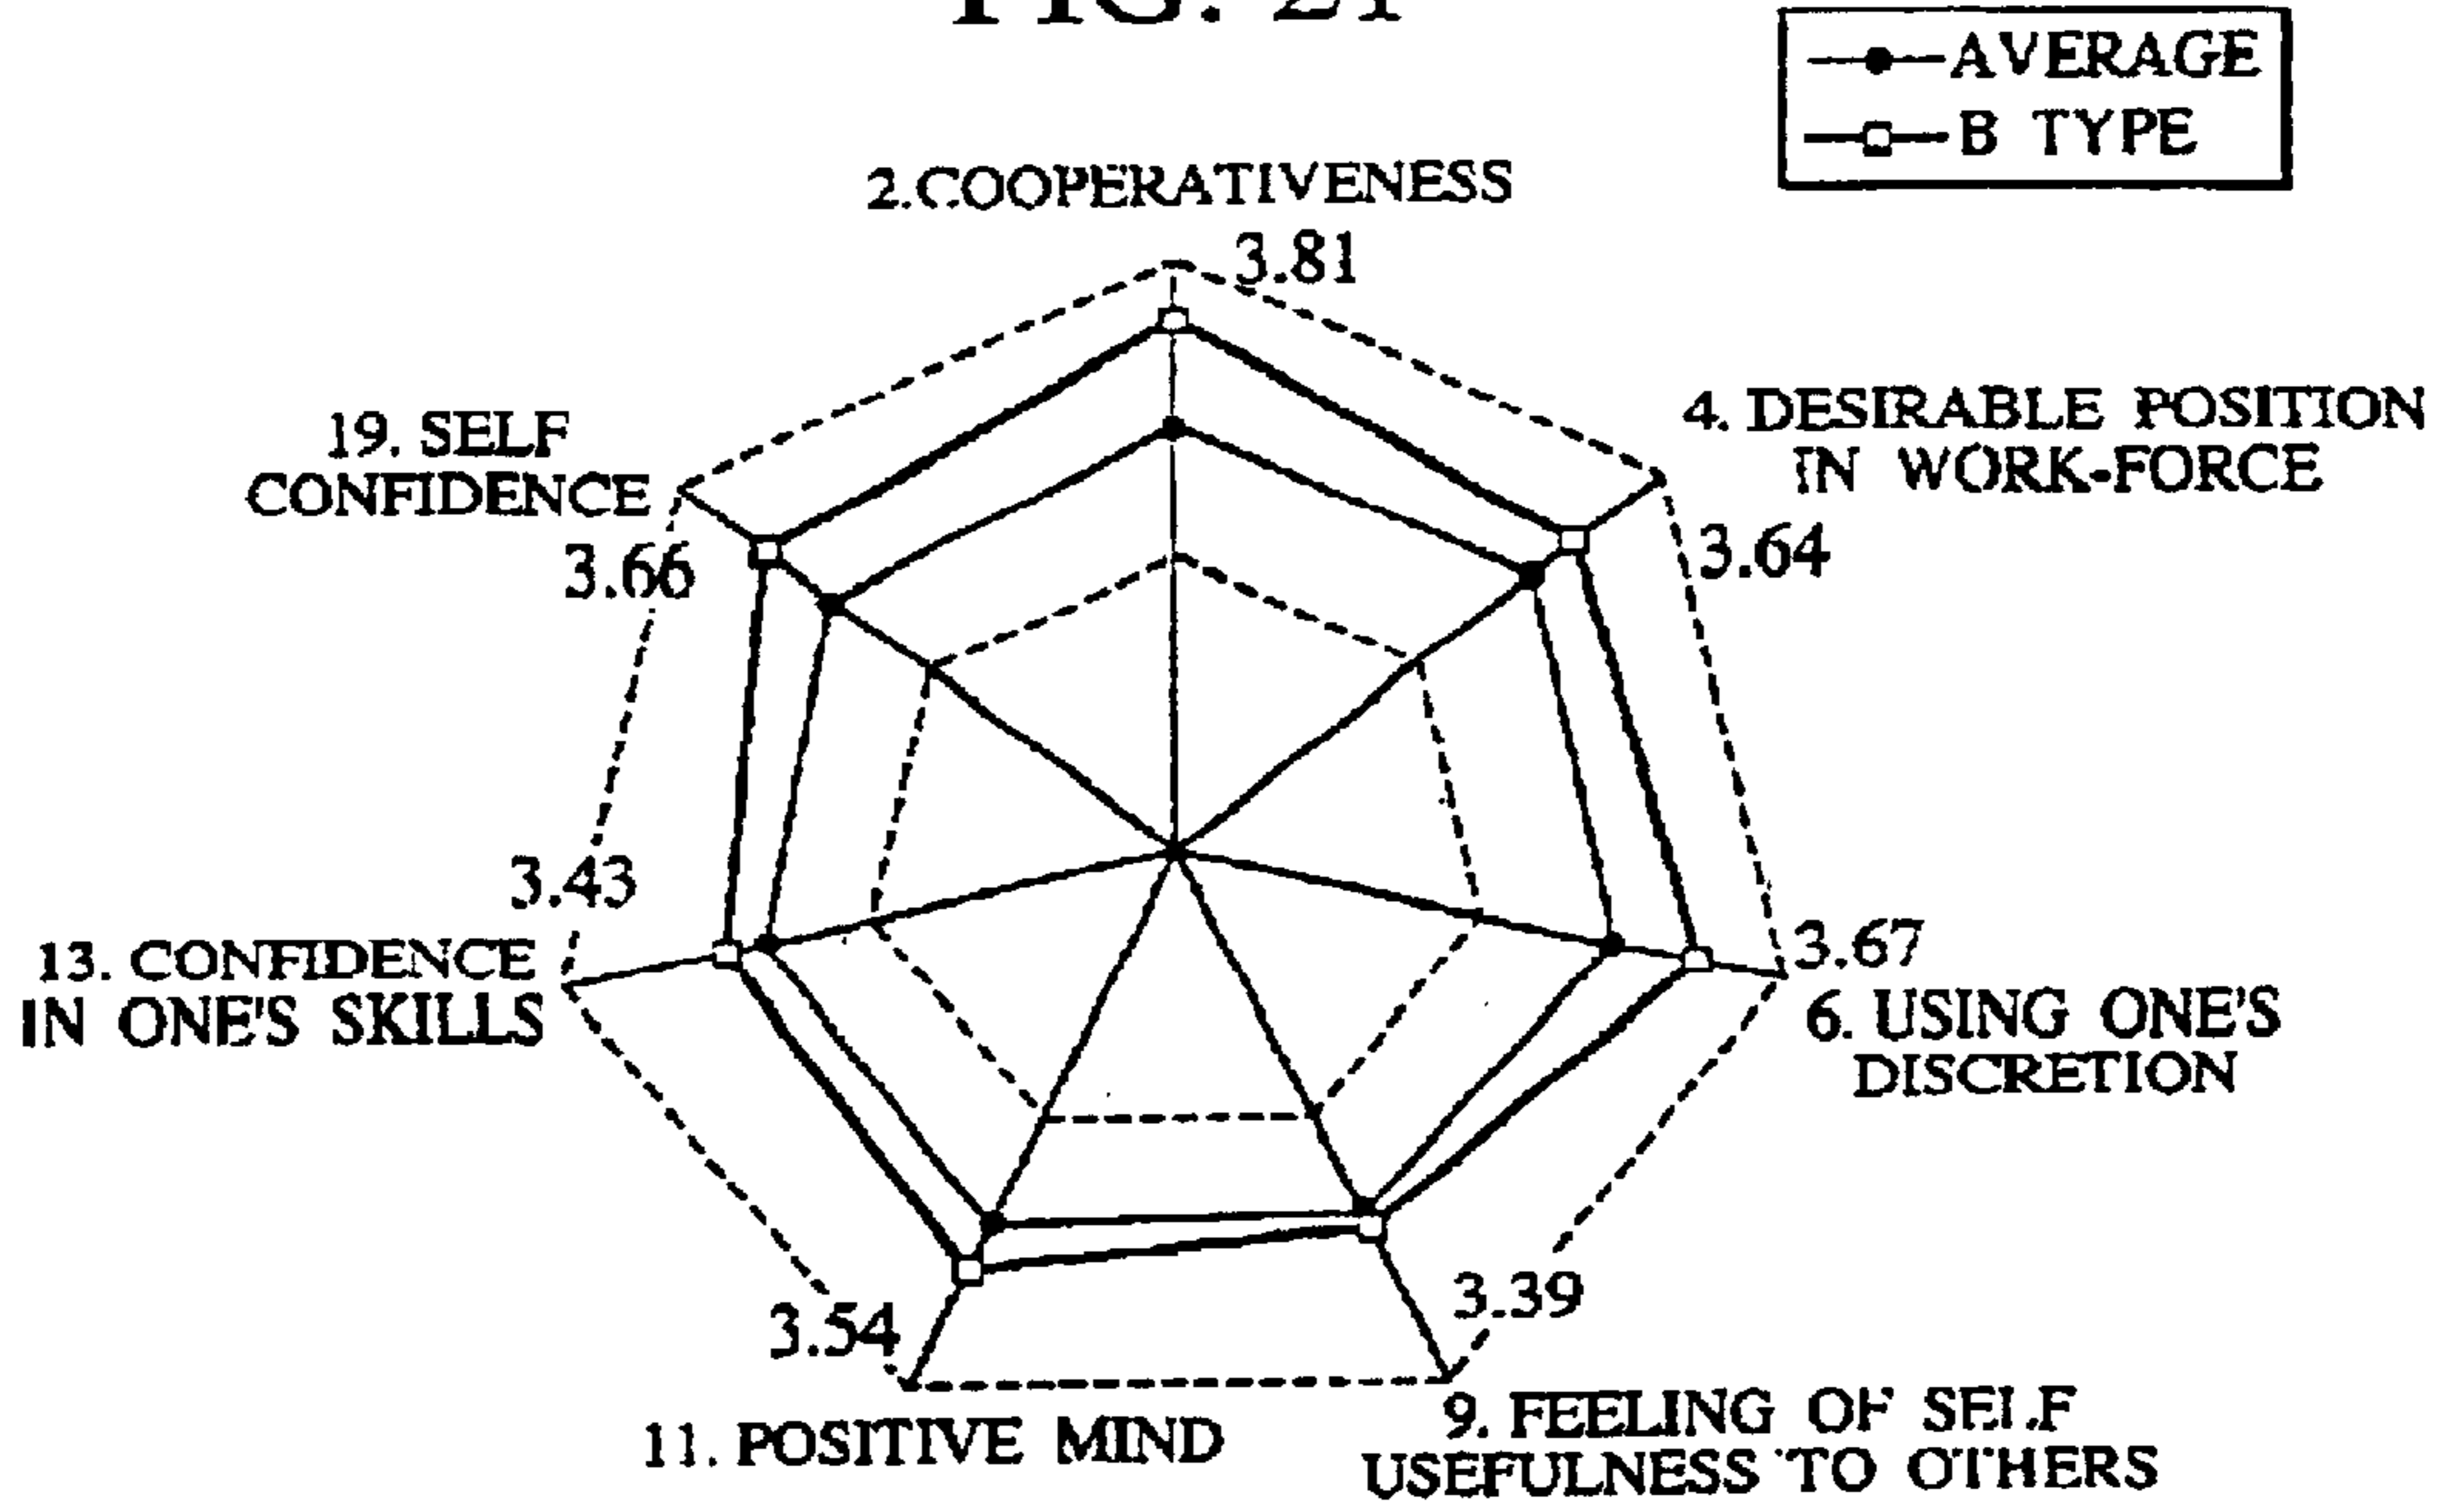 FIG. 21
AVERAGE
B TYPE
2.COOPERATIVENESS
3.81
4. DESIRABLE POSITION
IN WORK-FORCE
3.64
19. SELF
CONFIDENCE
3.66
3.43
13. CONFIDENCE
IN ONE'S SKILLS
3.67
6. USING ONE'S
DISCRETION
3.54
11. POSITIVE MIND
3.39
9. FEELING OF SELF
USEFULNESS TO OTHERS